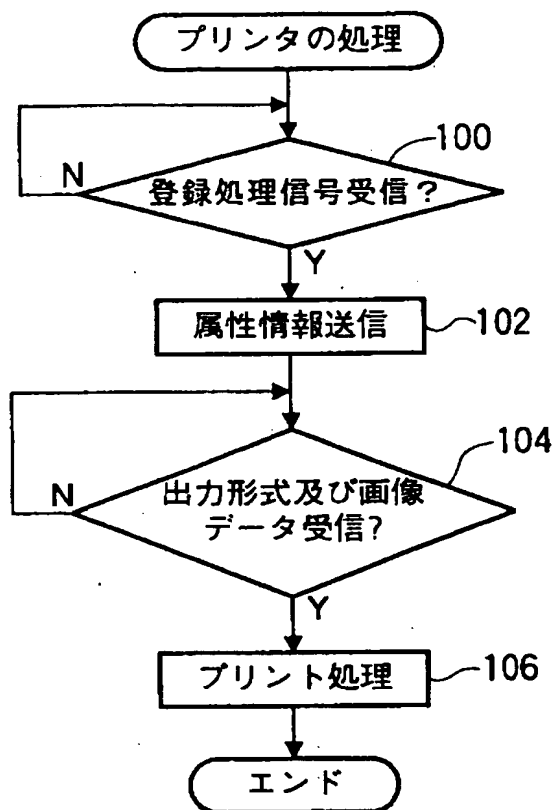 プリンタの処理
100
N
登録処理信号受信?
Y
属性情報送信
102
104
N
出力形式及び画像
データ受信?
Y
プリント処理
106
エンド